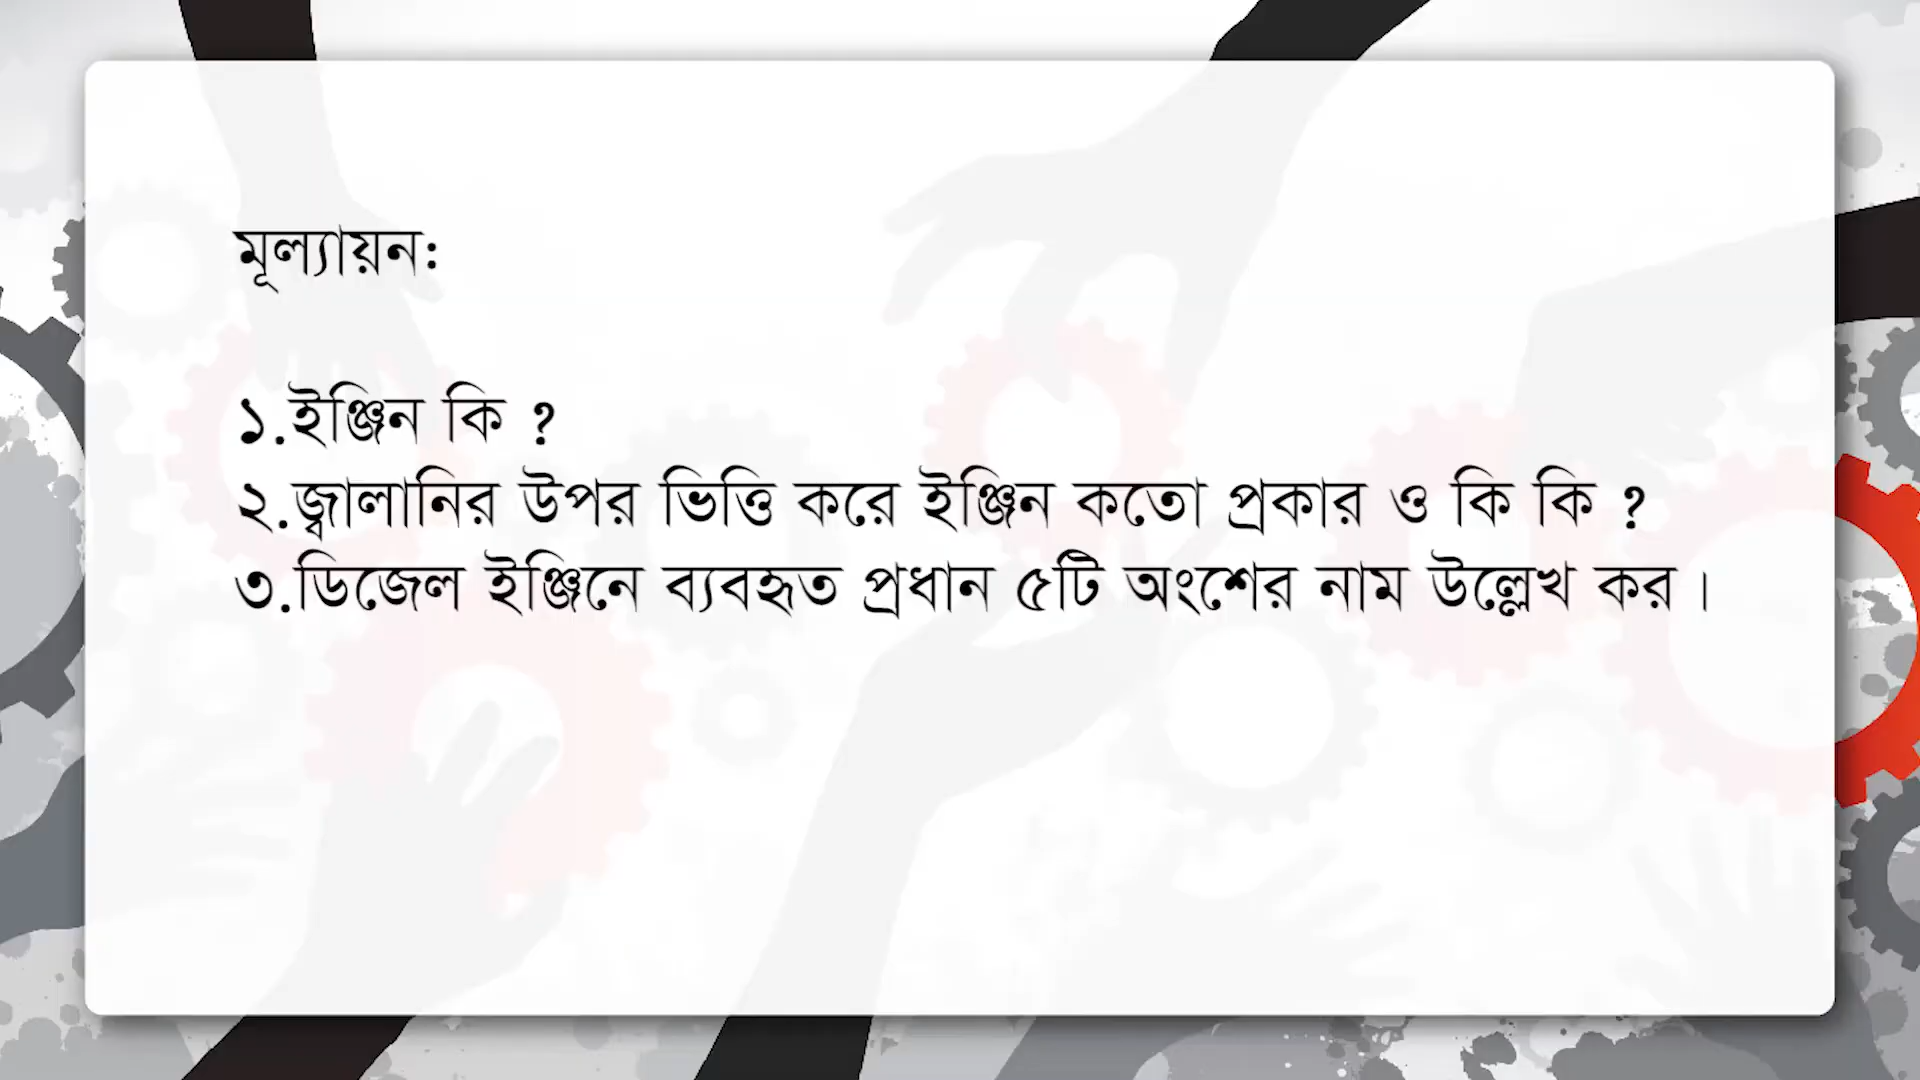 মূল্যায়ন:
১.ইঞ্জিন কি ?
২.জ্বালানির উপর ভিত্তি করে ইঞ্জিন কতো প্রকার ও কি কি ?
৩.ডিজেল ইঞ্জিনে ব্যবহৃত প্রধান ৫টি অংশের নাম উল্লেখ কর।